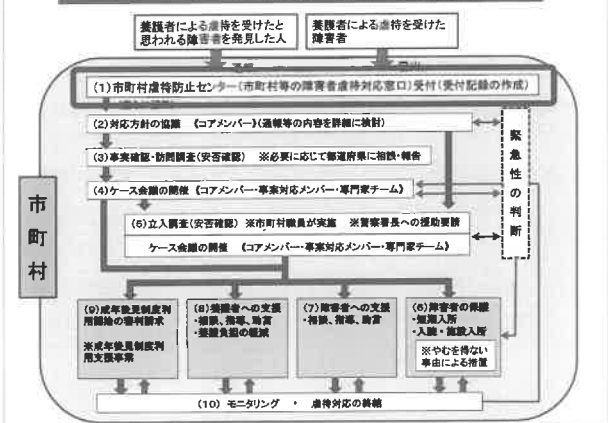 養護者による虐待を受けたと
思われる障害者を発見した人
養護者による虐待を受けた
障害者
(1)市町村虐待防止センター(市町村等の障害者虐待対応窓口)受付(受付記録の作成)
(2)対応方針の協議 《コアメンバー》(通報等の内容を詳細に検討)
(3)事実確認・訪問調査(安否確認) ※必要に応じて都道府県に相談・報告
(4)ケース会議の開催 《コアメンバー・事案対応メンバー・専門家チーム》
(5)立入調査(安否確認) ※市町村職員が実施 ※警察署長への援助要請
ケース会議の開催 《コアメンバー・事案対応メンバー・専門家チーム》
緊急性の判断
市町村
(9)成年後見制度利
用開始の審判請求
※成年後見制度利
用支援事業
(8)養護者への支援
・相談、指導、助言
・養護負担の軽減
(7)障害者への支援
・相談、指導、助言
(6)障害者の保護
・短期入所
・入院・施設入所
※やむを得ない
事由による措置
(10) モニタリング ・ 虐待対応の終結